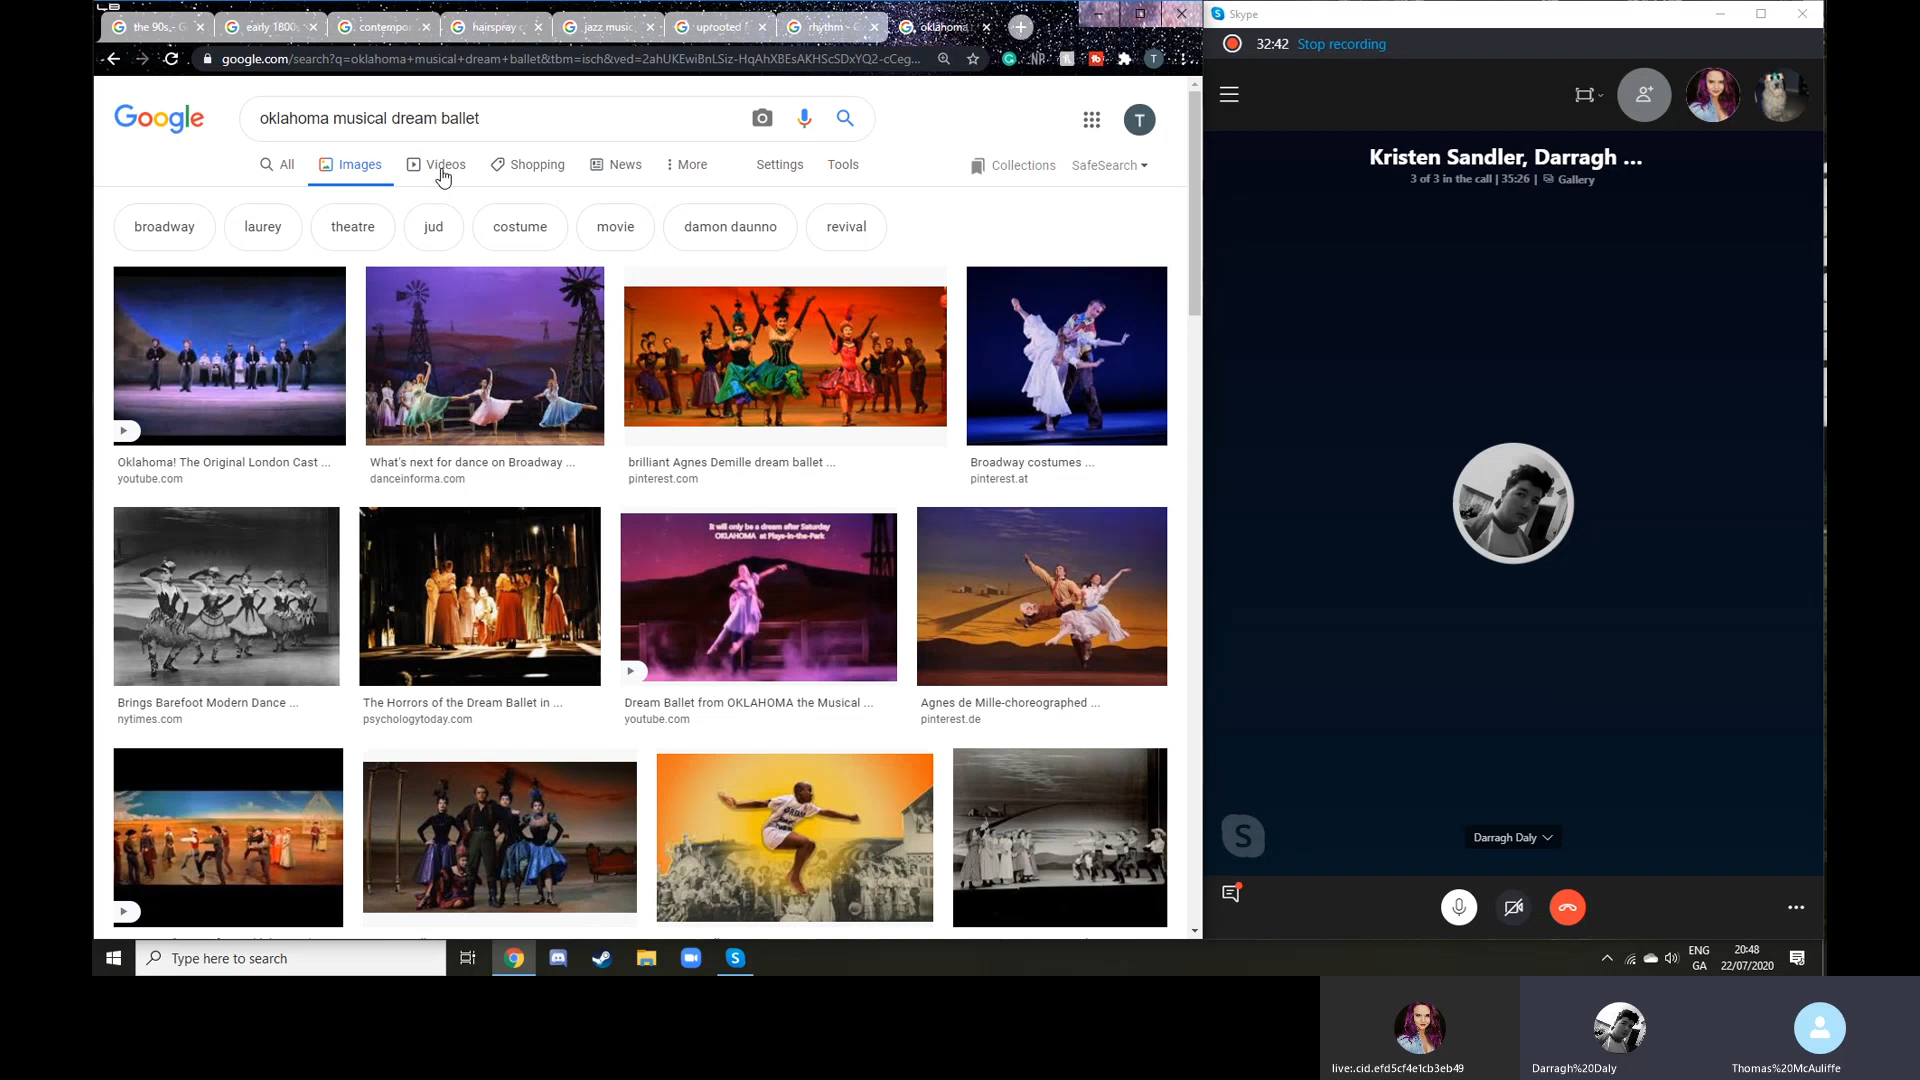 the 90s,- G
early 1800s
contempor
hairspray c
jazz music
uprooted
rhythm - G
oklahoma
google.com/search?q=oklahoma+musical+dream+ballet&tbm=isch&ved=2ahUKEwiBnLSiz-HqAhXBEsAKHScSDxYQ2-cCeg...
T
Google
oklahoma musical dream ballet
T
All
Images
Videos
Shopping
News
More
Settings
Tools
Collections
SafeSearch
broadway
laurey
theatre
jud
costume
movie
damon daunno
revival
Oklahoma! The Original London Cast ...
youtube.com
What's next for dance on Broadway ...
danceinforma.com
brilliant Agnes Demille dream ballet ...
pinterest.com
Broadway costumes ...
pinterest.at
It will only be a dream after Saturday
OKLAHOMA at Playe-in-the-Park
Brings Barefoot Modern Dance ...
nytimes.com
The Horrors of the Dream Ballet in ...
psychologytoday.com
Dream Ballet from OKLAHOMA the Musical ...
youtube.com
Agnes de Mille-choreographed ...
pinterest.de
Type here to search
Skype
32:42 Stop recording
Kristen Sandler, Darragh ...
3 of 3 in the call | 35:26 | Gallery
Darragh Daly
ENG
GA
20:48
22/07/2020
live:.cid.efd5cf4e1cb3eb49
Darragh%20Daly
Thomas%20McAuliffe